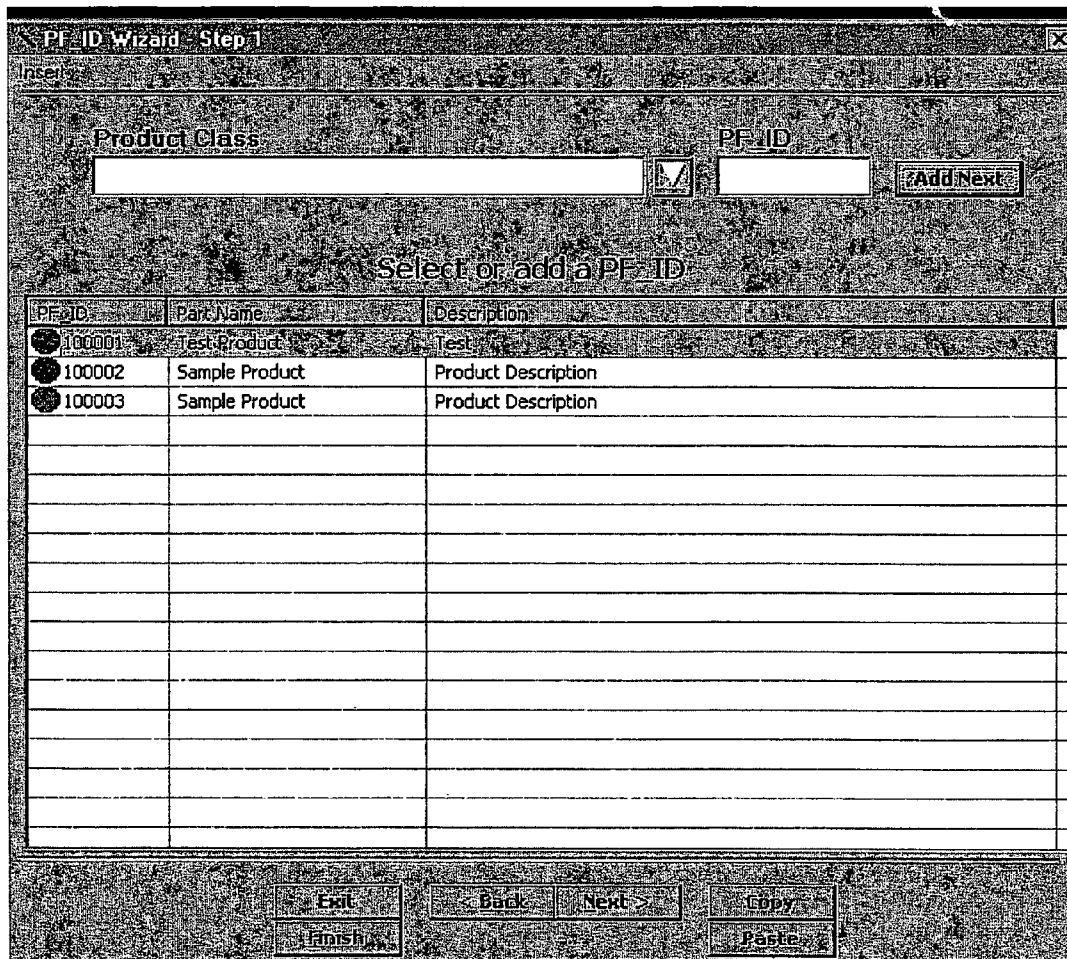 PF_ID Wizard - Step 1
Insert
Product Class PF_ID
Add Next
Select or add a PF_ID
PF_ID Part Name Description
100001 Test Product Test
100002 Sample Product Product Description
100003 Sample Product Product Description
Exit < Back Next > Copy
Finish Paste